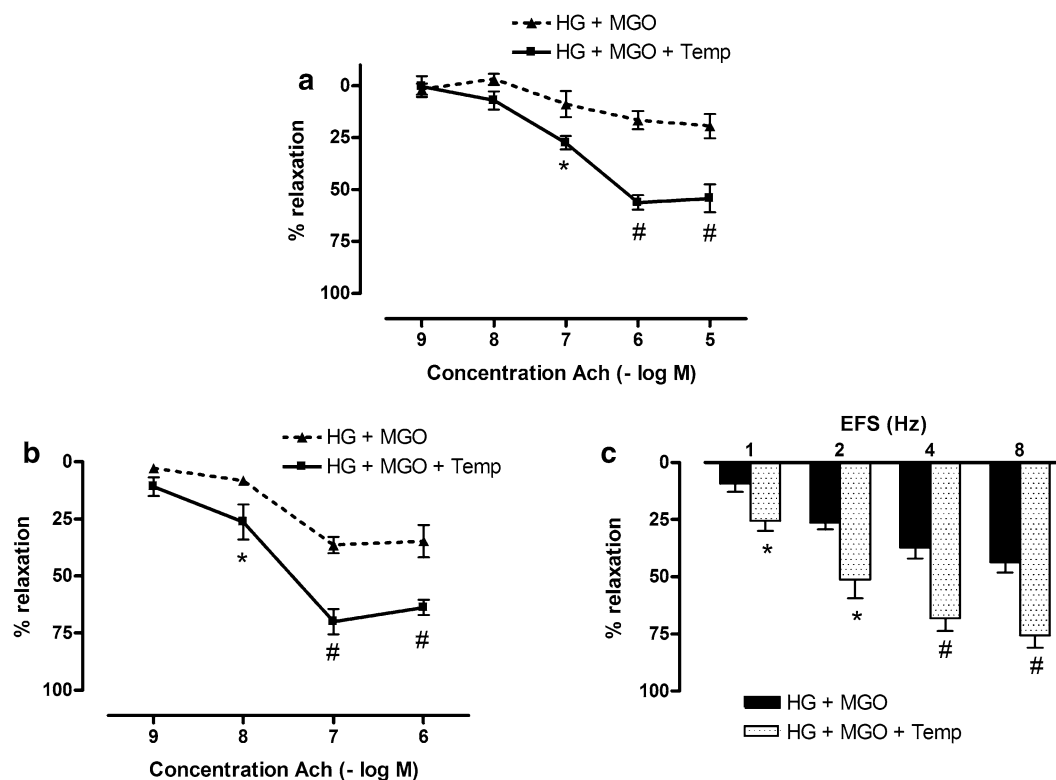 HG + MGO
HG + MGO + Temp
a
0
25
50
75
100
% relaxation
*
#
#
9 8 7 6 5
Concentration Ach (- log M)
b
HG + MGO
HG + MGO + Temp
0
25
50
75
100
% relaxation
*
#
#
9 8 7 6
Concentration Ach (- log M)
c
EFS (Hz)
1 2 4 8
0
25
50
75
100
% relaxation
*
*
#
#
HG + MGO
HG + MGO + Temp